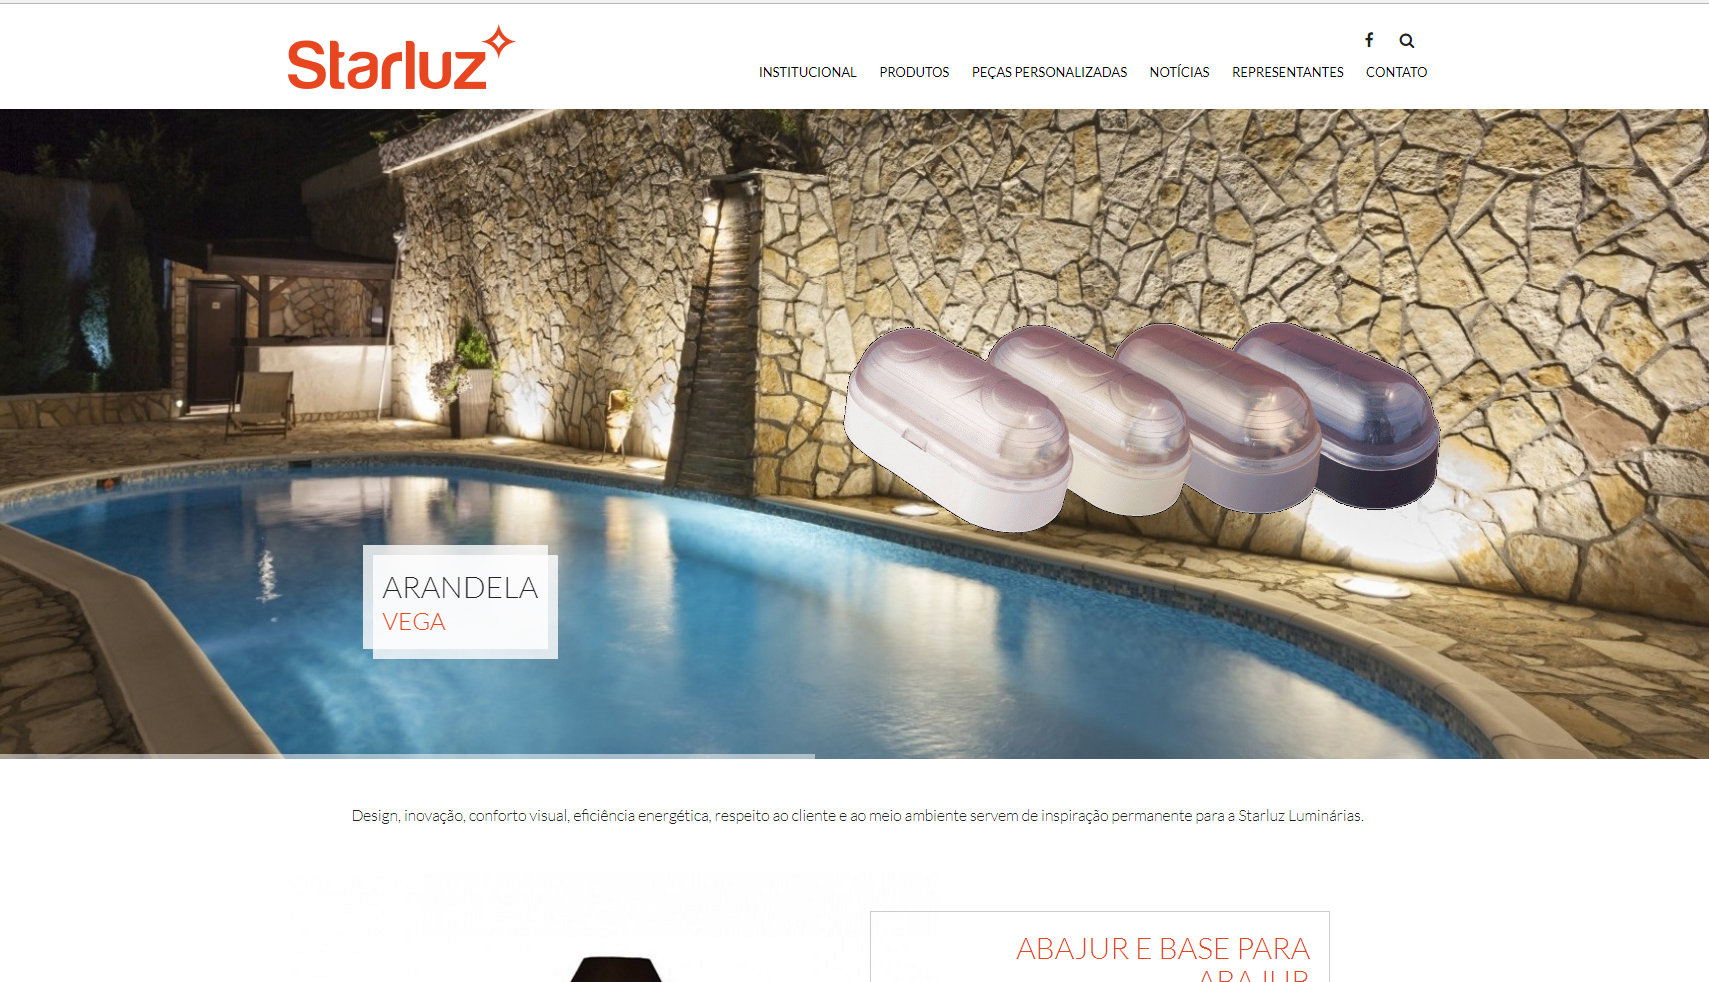 Starluz
INSTITUCIONAL PRODUTOS PEÇAS PERSONALIZADAS NOTÍCIAS REPRESENTANTES CONTATO
ARANDELA
VEGA
Design, inovação, conforto visual, eficiência energética, respeito ao cliente e ao meio ambiente servem de inspiração permanente para a Starluz Luminárias.
ABAJUR E BASE PARA
ABAJUR